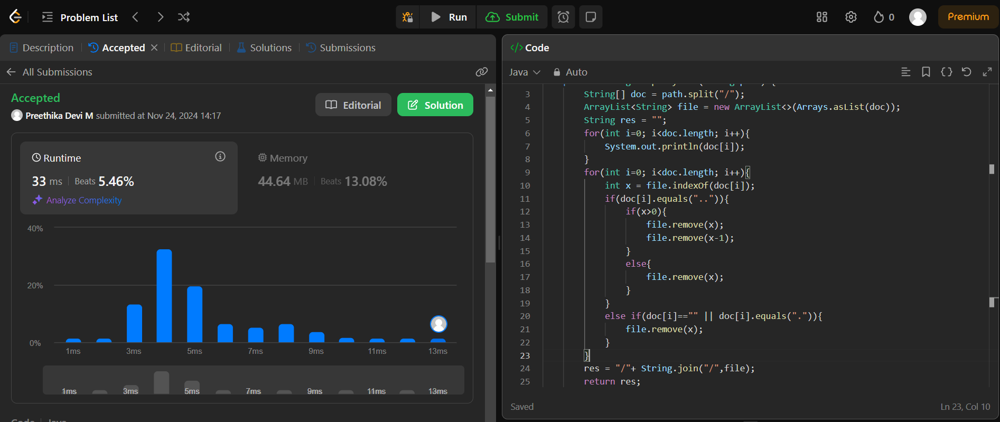 Problem List
Run
Submit
0
Premium
Description
Accepted
Editorial
Solutions
Submissions
All Submissions
Accepted
Editorial
Solution
Preethika Devi M submitted at Nov 24, 2024 14:17
Runtime
33 ms
Beats 5.46%
Analyze Complexity
Memory
44.64 MB
Beats 13.08%
40%
20%
0%
1ms 3ms 5ms 7ms 9ms 11ms 13ms
1ms 3ms 5ms 7ms 9ms 11ms 13ms
Code Java
</> Code
Java
Auto
3 String[] doc = path.split("/");
4 ArrayList<String> file = new ArrayList<>(Arrays.asList(doc));
5 String res = "";
6 for(int i=0; i<doc.length; i++){
7 System.out.println(doc[i]);
8 }
9 for(int i=0; i<doc.length; i++){
10 int x = file.indexOf(doc[i]);
11 if(doc[i].equals("..")){
12 if(x>0){
13 file.remove(x);
14 file.remove(x-1);
15 }
16 else{
17 file.remove(x);
18 }
19 }
20 else if(doc[i]=="" || doc[i].equals(".")){
21 file.remove(x);
22 }
23 }
24 res = "/"+ String.join("/",file);
25 return res;
Saved
Ln 23, Col 10